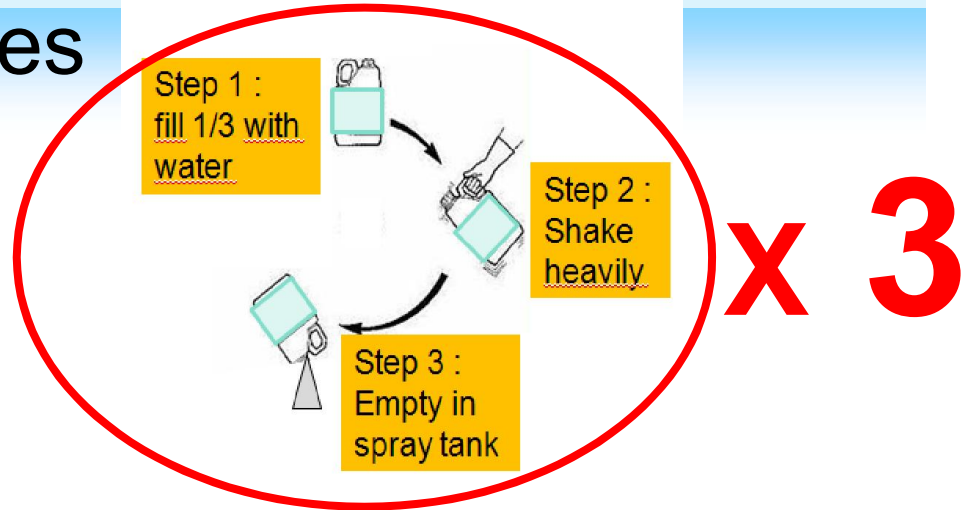 es
Step 1 :
fill 1/3 with
water
Step 2 :
Shake
heavily
x 3
Step 3 :
Empty in
spray tank